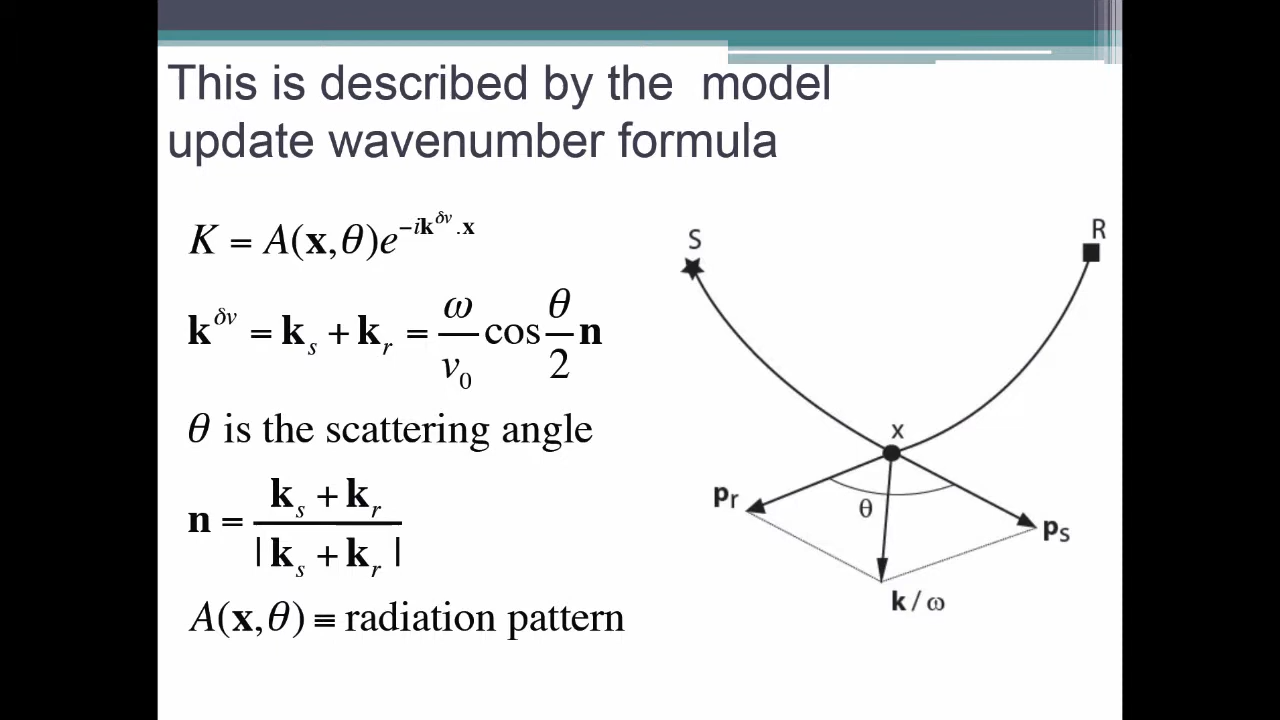 This is described by the model
update wavenumber formula
K = A(x,θ)e^{−ik^{δv}.x}
k^{δv} = k_s + k_r = ω/v_0 cos θ/2 n
θ is the scattering angle
n = (k_s + k_r)/|k_s + k_r|
A(x,θ) ≡ radiation pattern
S
R
x
p_r
θ
p_s
k / ω